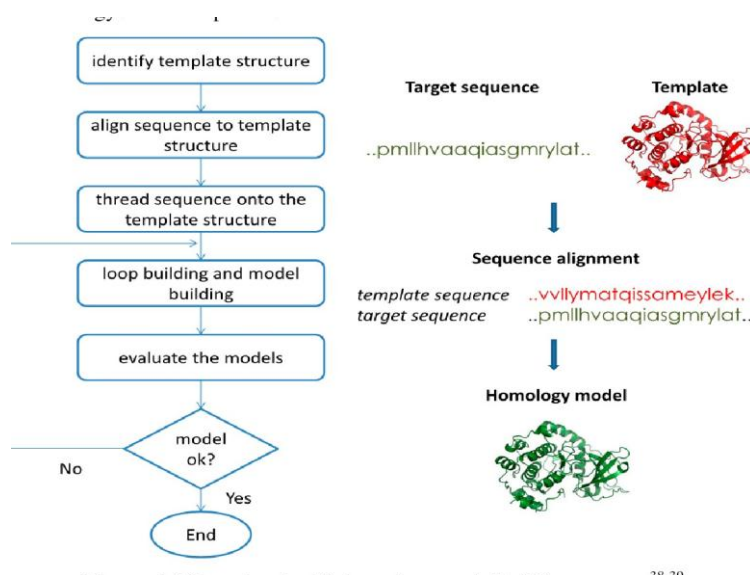 identify template structure
align sequence to template
structure
thread sequence onto the
template structure
loop building and model
building
evaluate the models
model
ok?
No
Yes
End
Target sequence
Template
..pmllhvaaqiasgmrylat..
Sequence alignment
template sequence ..vvllymatqissameylek..
target sequence ..pmllhvaaqiasgmrylat..
Homology model
38-39